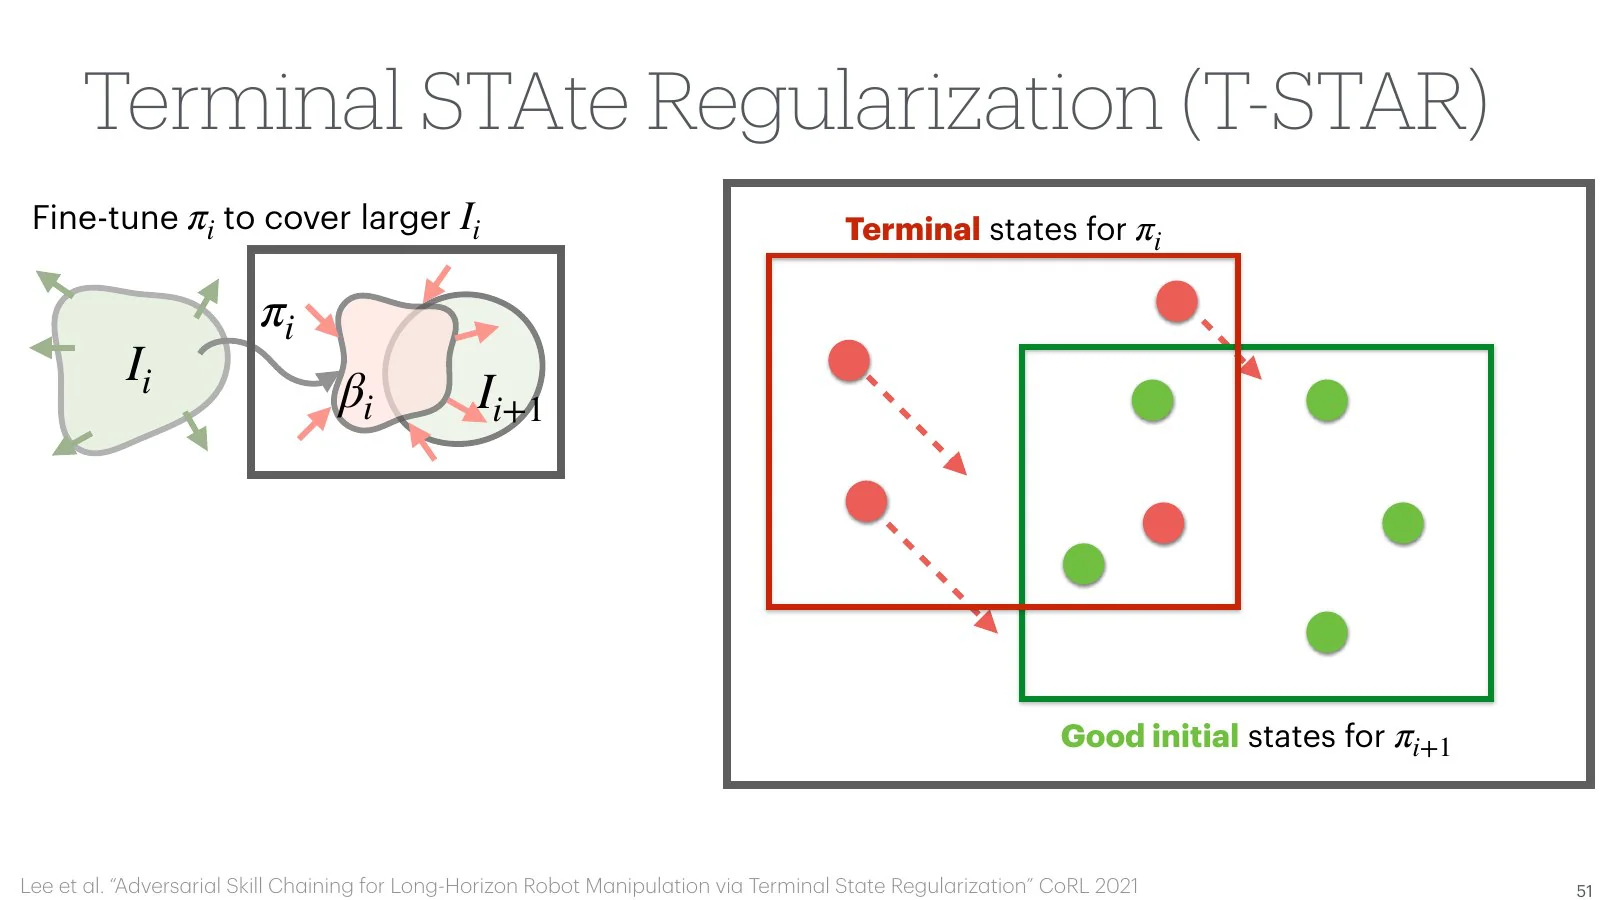 Terminal STAte Regularization (T-STAR)
Fine-tune πᵢ to cover larger Iᵢ
Iᵢ
πᵢ
βᵢ
Iᵢ₊₁
Terminal states for πᵢ
Good initial states for πᵢ₊₁
Lee et al. “Adversarial Skill Chaining for Long-Horizon Robot Manipulation via Terminal State Regularization” CoRL 2021
51